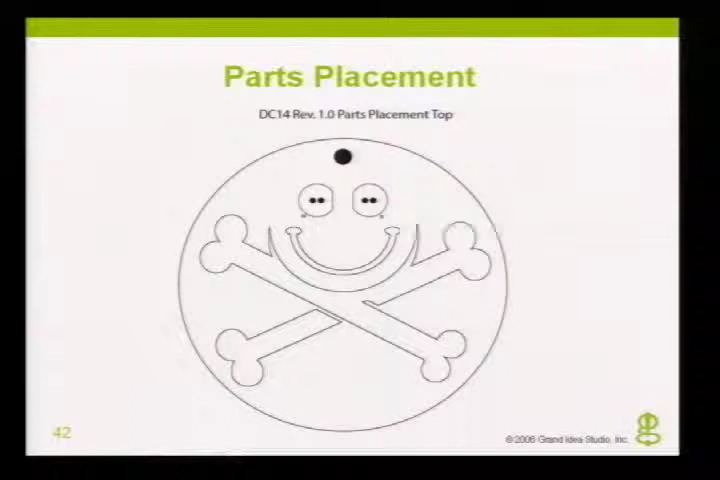 Parts Placement
DC14 Rev. 1.0 Parts Placement Top
42
© 2006 Grand Idea Studio, Inc.